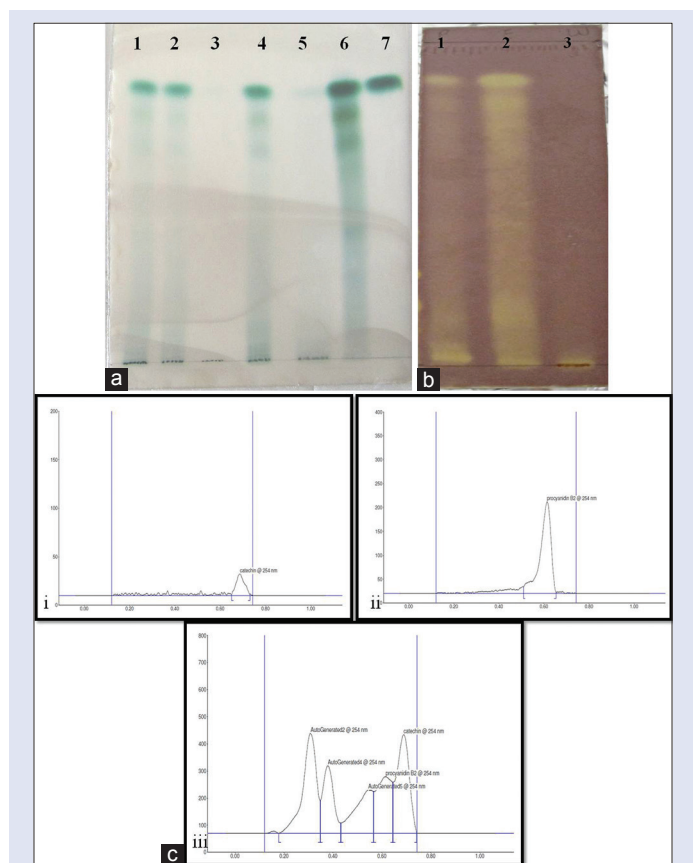 1 2 3 4 5 6 7
a
1 2 3
b
200
150
100
50
0
catechin @ 254 nm
0.00 0.20 0.40 0.60 0.80 1.00
i
400
350
300
250
200
150
100
50
0
procyanidin B2 @ 254 nm
0.00 0.20 0.40 0.60 0.80 1.00
ii
800
700
600
500
400
300
200
100
0
AutoGenerated2 @ 254 nm
catechin @ 254 nm
AutoGenerated4 @ 254 nm
procyanidin B2 @ 254 nm
AutoGenerated5 @ 254 nm
0.00 0.20 0.40 0.60 0.80 1.00
iii
c